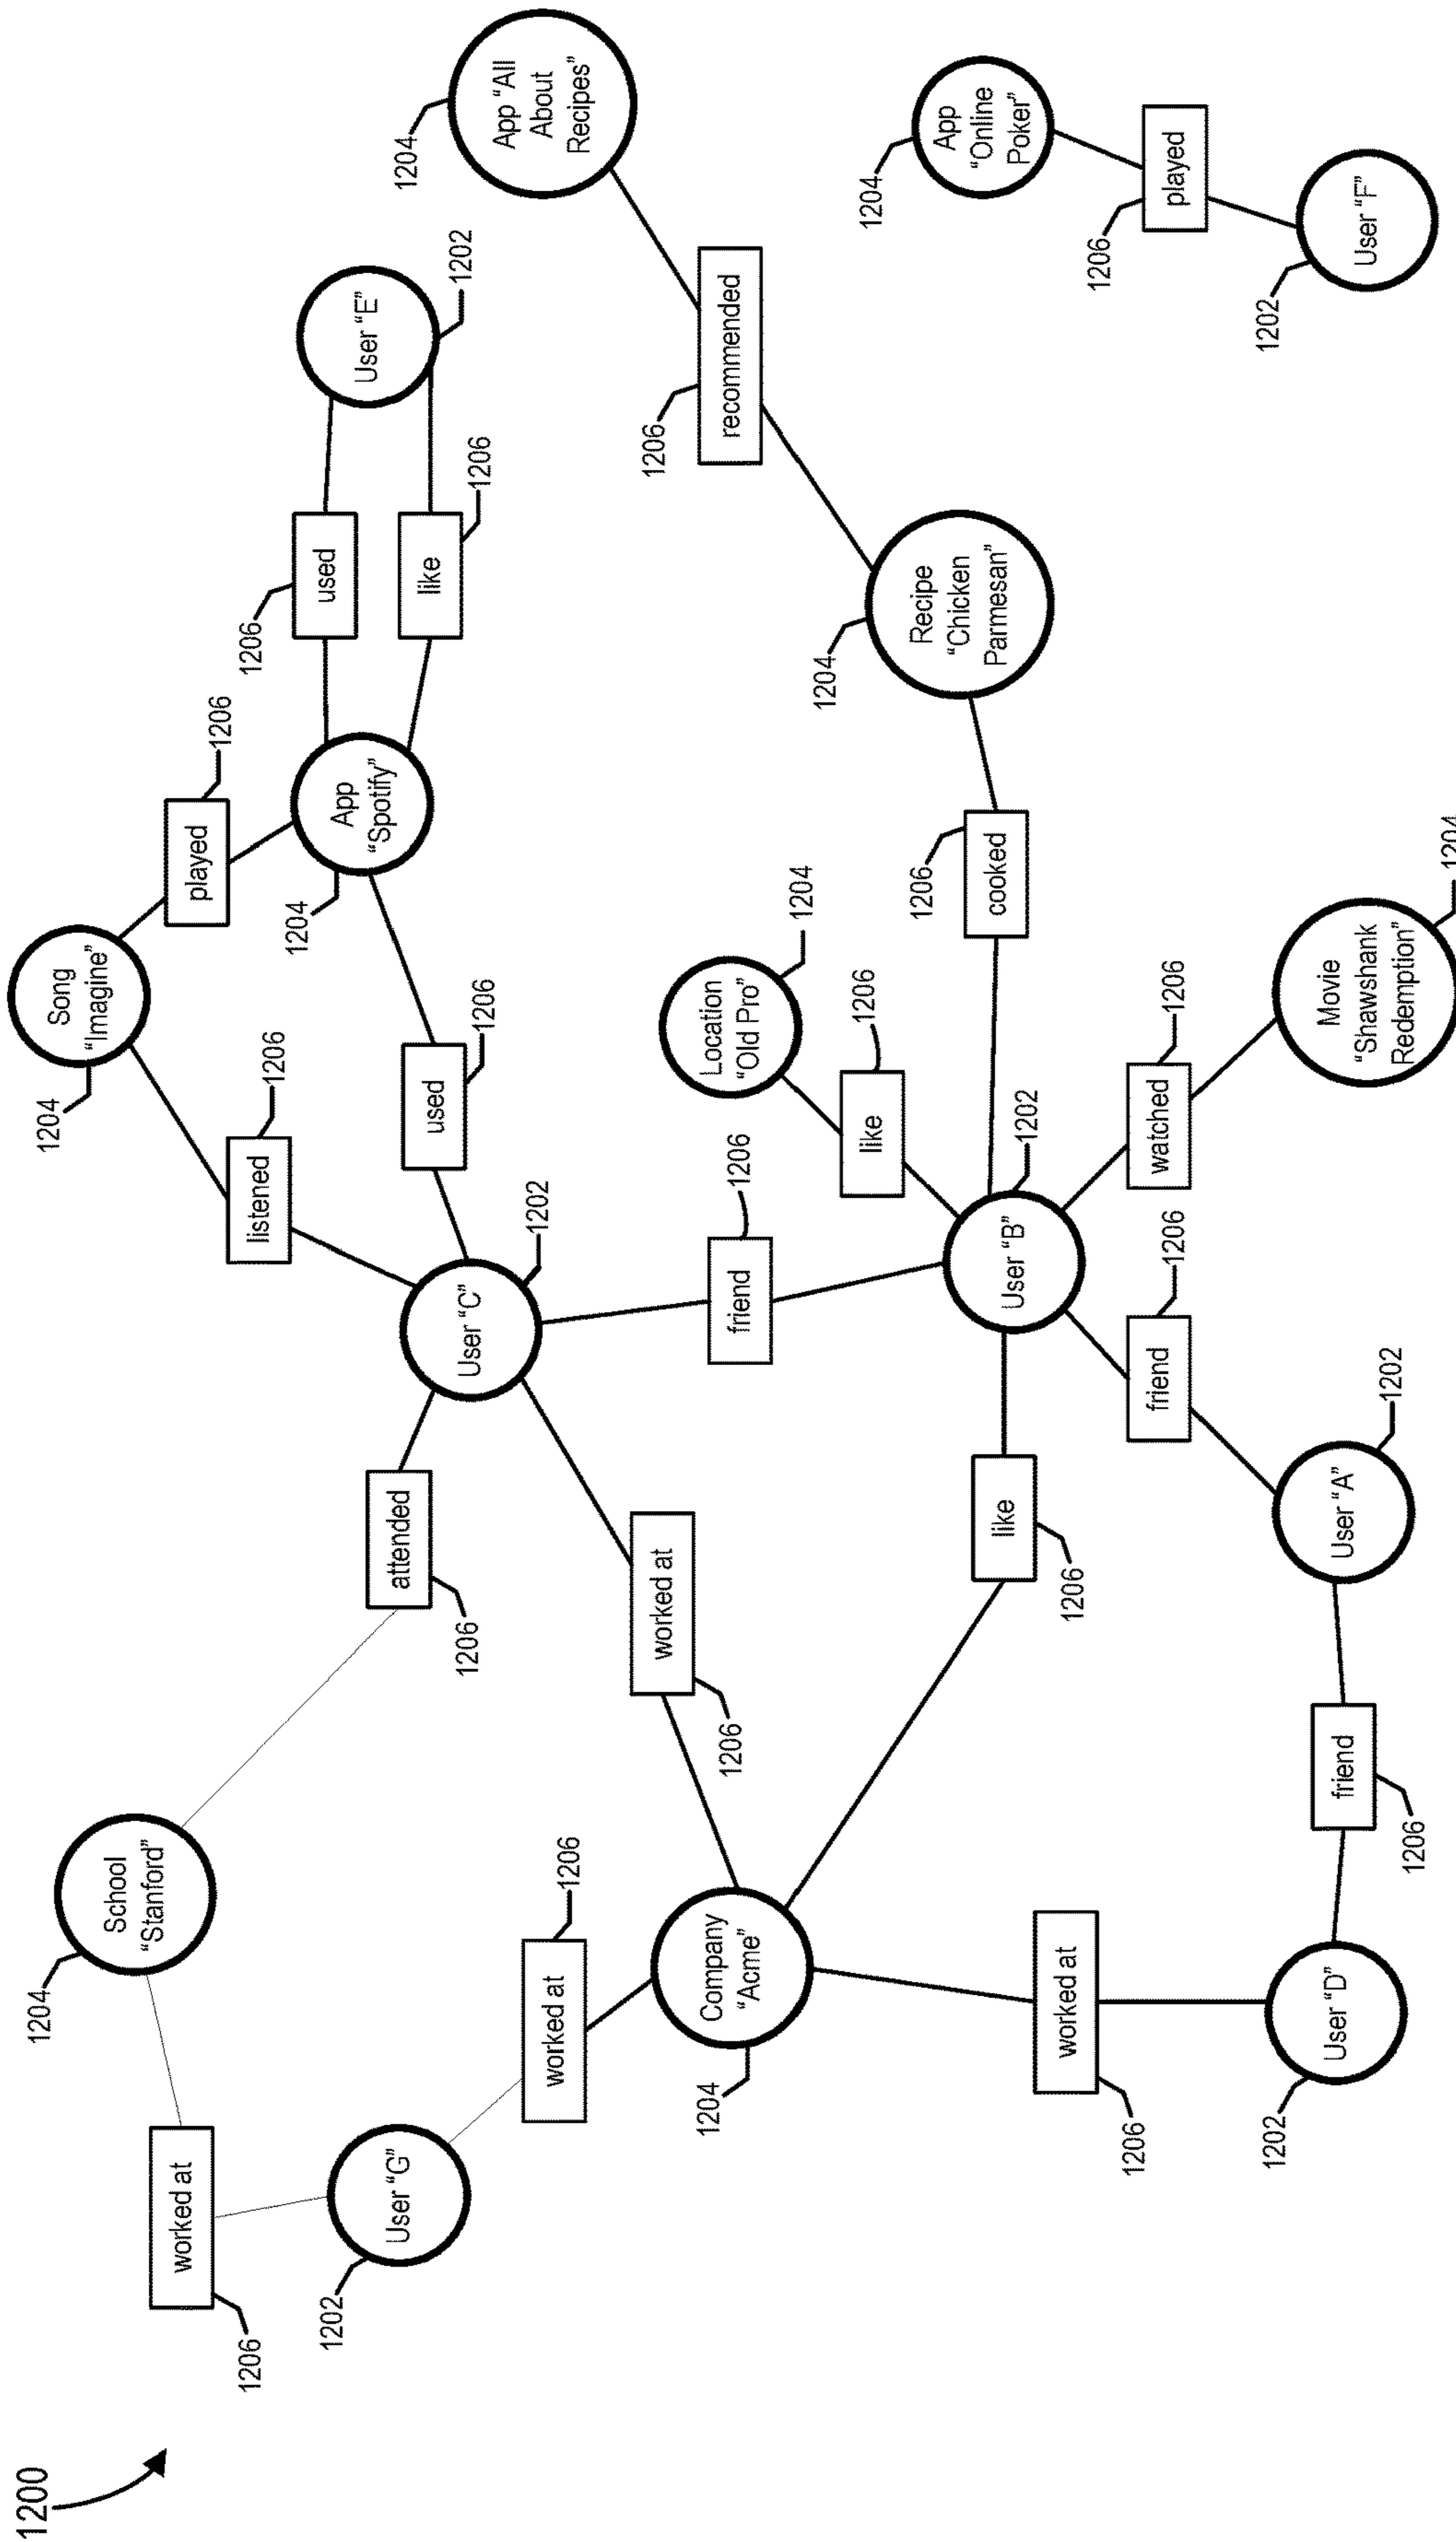 1200
1204
School
"Stanford"
1204
Song
"Imagine"
worked at
1206
played
1206
listened
1206
1202
User "G"
1204
App
"Spotify"
1206
used
User "E"
1202
attended
1206
like
1206
User "C"
1202
used
1206
worked at
1206
1204
App "All
About
Recipes"
worked at
1206
1204
Company
"Acme"
friend
1206
Location
"Old Pro"
1204
1206
recommended
like
1206
1204
Recipe
"Chicken
Parmesan"
1206
cooked
like
1206
User "B"
1202
1204
App
"Online
Poker"
worked at
1206
friend
1206
watched
1206
1206
played
1202
User "D"
friend
1206
User "A"
1202
Movie
"Shawshank
Redemption"
1204
1202
User "F"